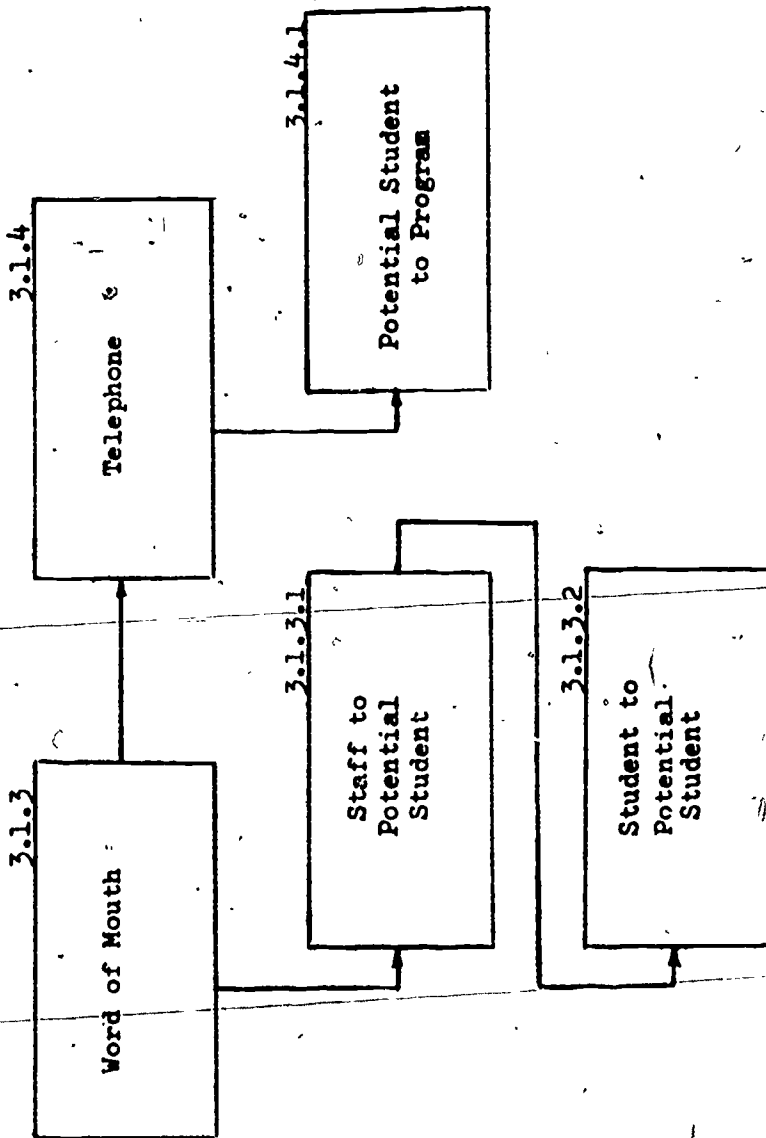 3.1.3
Word of Mouth
3.1.4
Telephone
3.1.3.1
Staff to
Potential
Student
3.1.4.1
Potential Student
to Program
3.1.3.2
Student to
Potential
Student